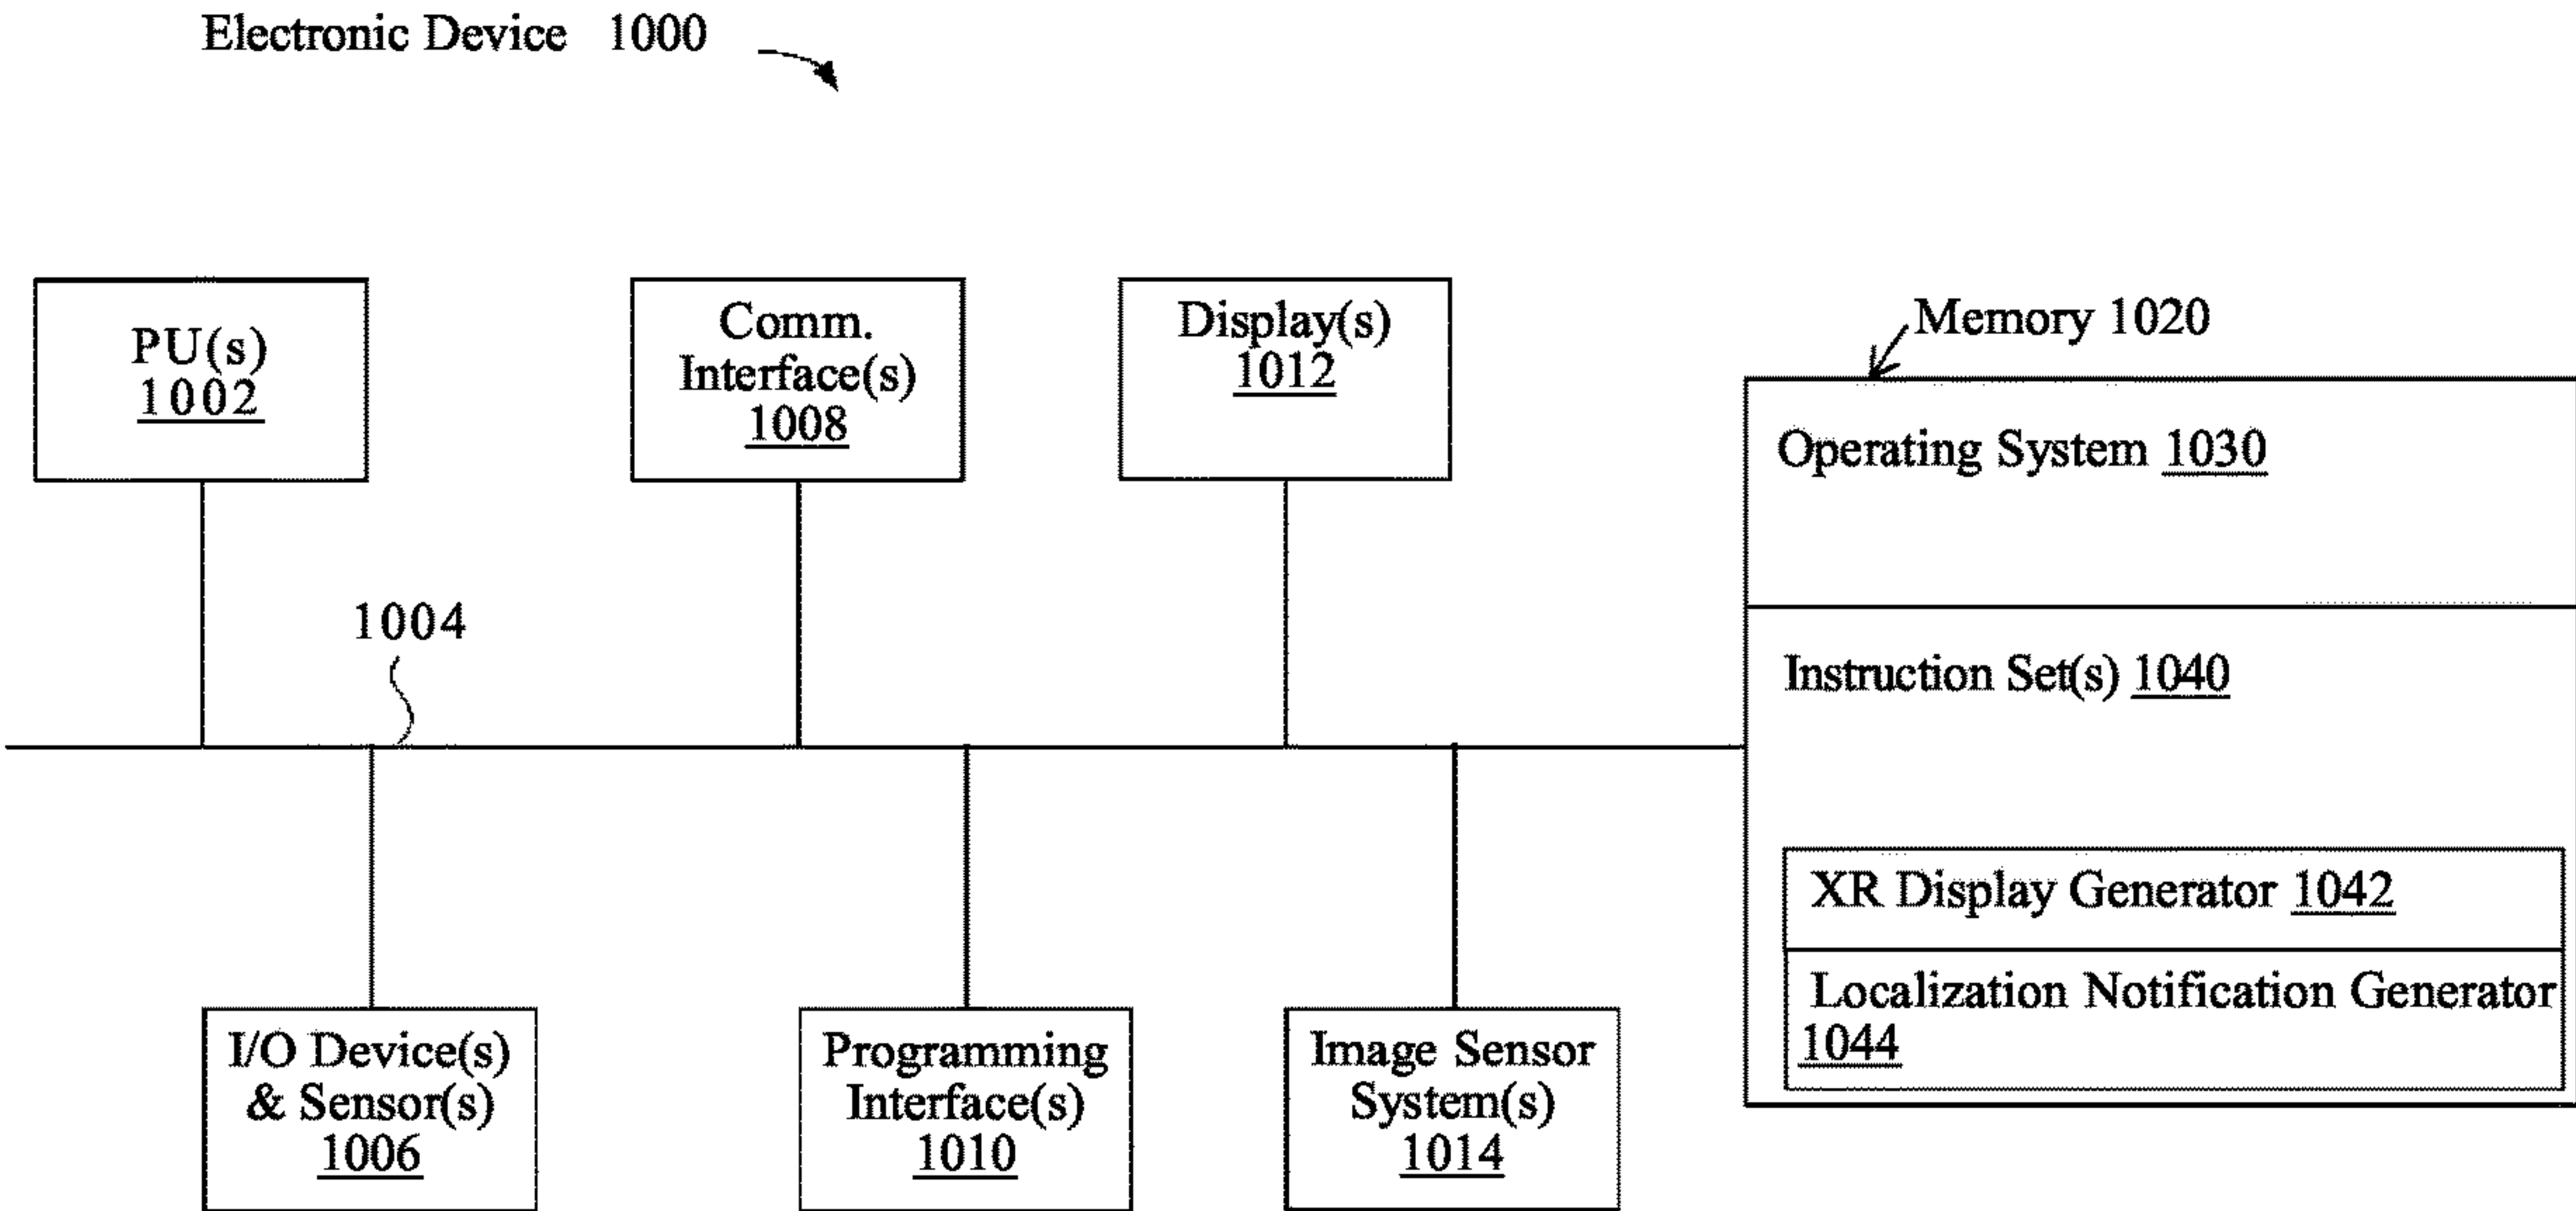 Electronic Device 1000
PU(s)
1002
Comm.
Interface(s)
1008
Display(s)
1012
Memory 1020
Operating System 1030
Instruction Set(s) 1040
XR Display Generator 1042
Localization Notification Generator
1044
1004
I/O Device(s)
& Sensor(s)
1006
Programming
Interface(s)
1010
Image Sensor
System(s)
1014